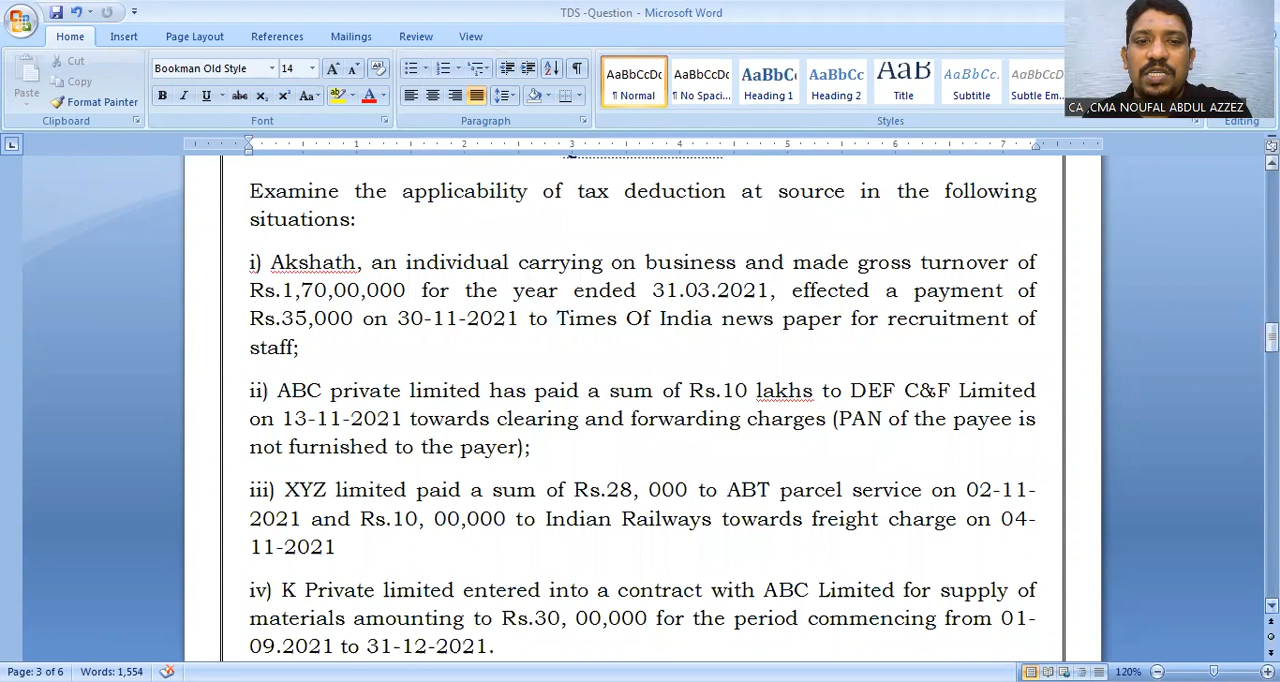 TDS -Question - Microsoft Word
Home Insert Page Layout References Mailings Review View
Cut
Copy
Format Painter
Paste
Bookman Old Style 14
AaBbCcDc AaBbCcDc AaBbC AaBbCc AaB AaBbCc. AaBbCcDc
¶ Normal ¶ No Spaci... Heading 1 Heading 2 Title Subtitle Subtle Em...
Clipboard Font Paragraph Styles Editing
CA ,CMA NOUFAL ABDUL AZZEZ
1 2 3 4 5 6 7
Examine the applicability of tax deduction at source in the following
situations:
i) Akshath, an individual carrying on business and made gross turnover of
Rs.1,70,00,000 for the year ended 31.03.2021, effected a payment of
Rs.35,000 on 30-11-2021 to Times Of India news paper for recruitment of
staff;
ii) ABC private limited has paid a sum of Rs.10 lakhs to DEF C&F Limited
on 13-11-2021 towards clearing and forwarding charges (PAN of the payee is
not furnished to the payer);
iii) XYZ limited paid a sum of Rs.28, 000 to ABT parcel service on 02-11-
2021 and Rs.10, 00,000 to Indian Railways towards freight charge on 04-
11-2021
iv) K Private limited entered into a contract with ABC Limited for supply of
materials amounting to Rs.30, 00,000 for the period commencing from 01-
09.2021 to 31-12-2021.
Page: 3 of 6 Words: 1,554 120%